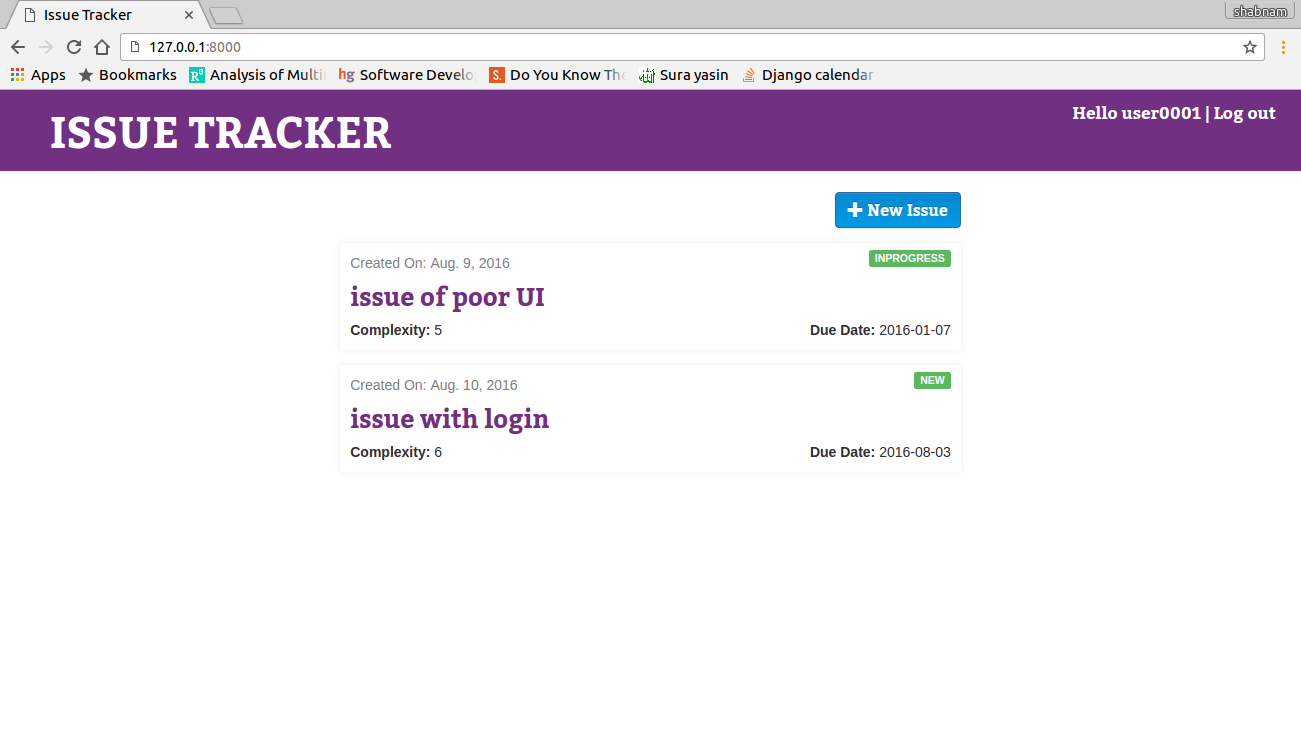 Issue Tracker
shabnam
127.0.0.1:8000
Apps Bookmarks Analysis of Multi hg Software Develo S. Do You Know The Sura yasin Django calendar
ISSUE TRACKER
Hello user0001 | Log out
New Issue
Created On: Aug. 9, 2016 INPROGRESS
issue of poor UI
Complexity: 5 Due Date: 2016-01-07
Created On: Aug. 10, 2016 NEW
issue with login
Complexity: 6 Due Date: 2016-08-03